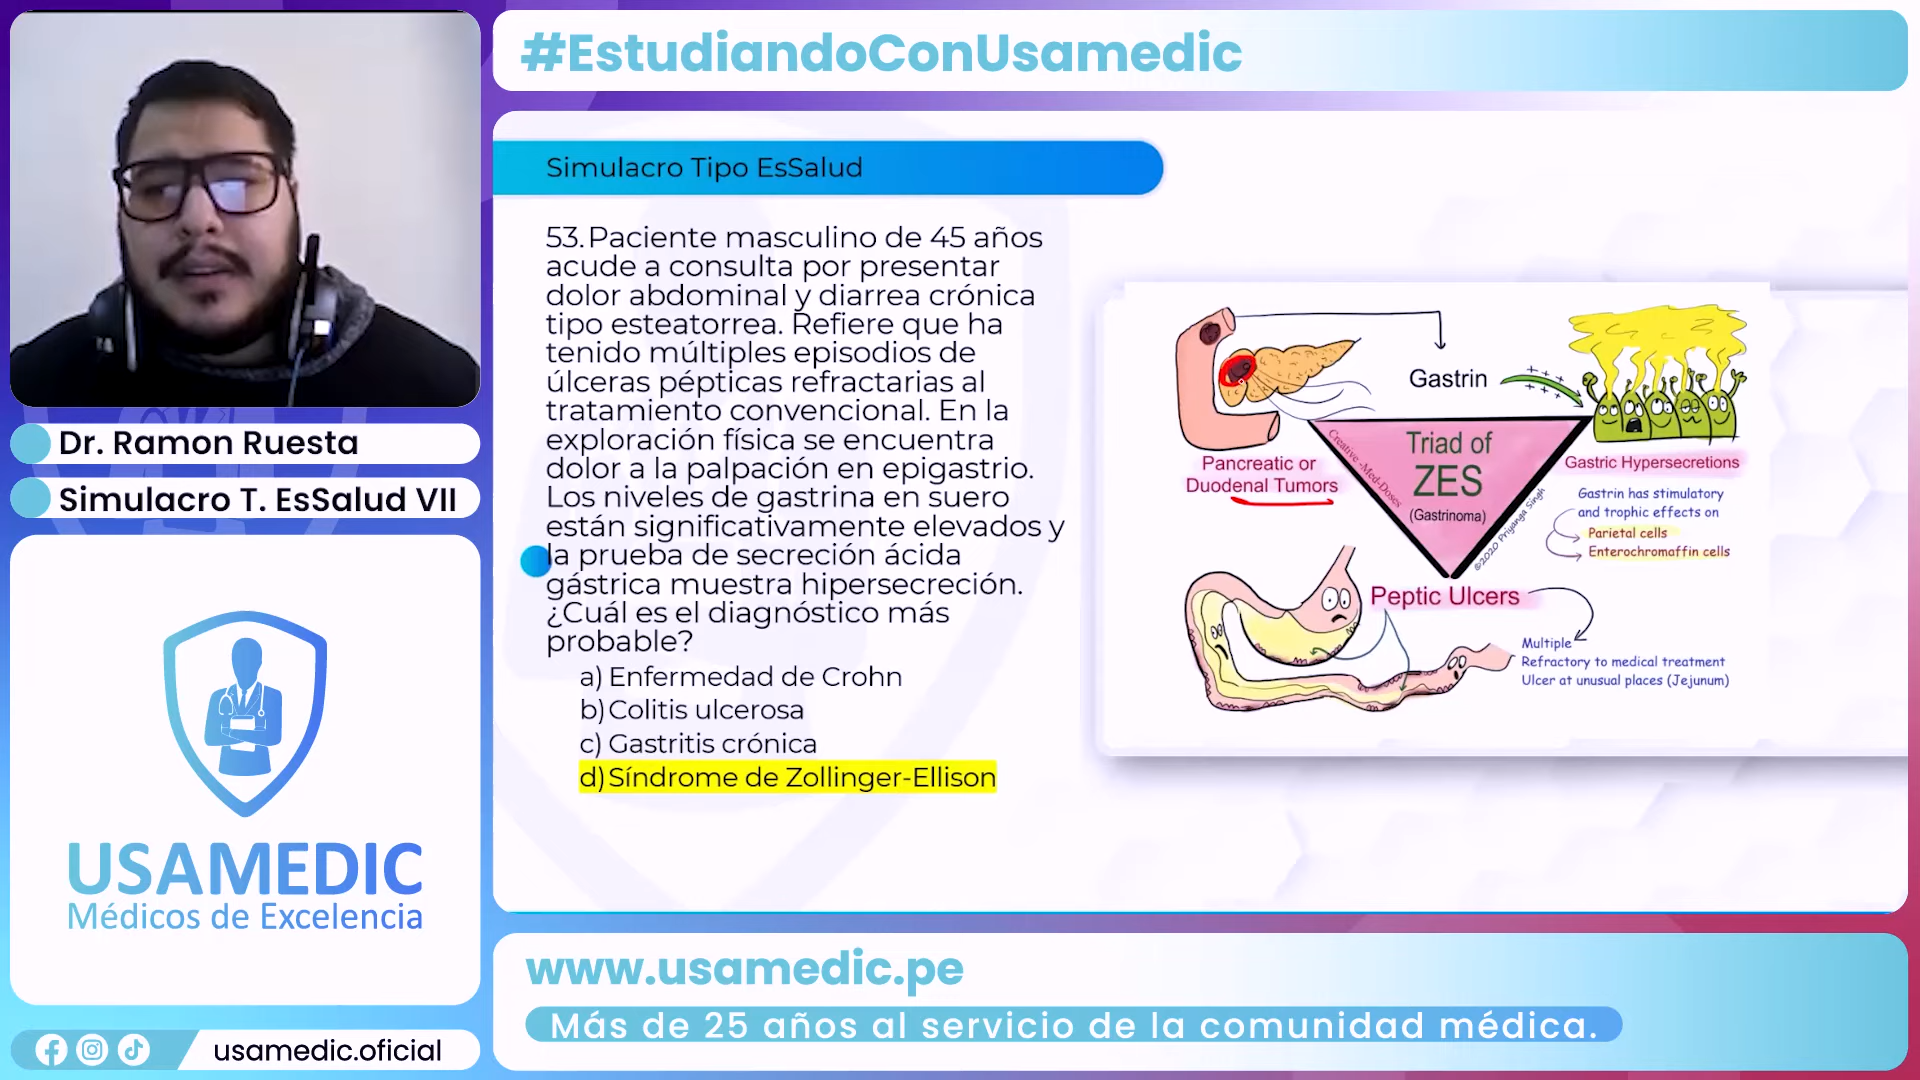 #EstudiandoConUsamedic
Simulacro Tipo EsSalud
53.Paciente masculino de 45 años
acude a consulta por presentar
dolor abdominal y diarrea crónica
tipo esteatorrea. Refiere que ha
tenido múltiples episodios de
úlceras pépticas refractarias al
tratamiento convencional. En la
exploración física se encuentra
dolor a la palpación en epigastrio.
Los niveles de gastrina en suero
están significativamente elevados y
la prueba de secreción ácida
gástrica muestra hipersecreción.
¿Cuál es el diagnóstico más
probable?
a) Enfermedad de Crohn
b) Colitis ulcerosa
c) Gastritis crónica
d) Síndrome de Zollinger-Ellison
Gastrin
Triad of
ZES
(Gastrinoma)
Creative-Med-Doses
©2020 Priyanga Singh
Pancreatic or
Duodenal Tumors
Gastric Hypersecretions
Gastrin has stimulatory
and trophic effects on
Parietal cells
Enterochromaffin cells
Peptic Ulcers
Multiple
Refractory to medical treatment
Ulcer at unusual places (Jejunum)
Dr. Ramon Ruesta
Simulacro T. EsSalud VII
USAMEDIC
Médicos de Excelencia
usamedic.oficial
www.usamedic.pe
Más de 25 años al servicio de la comunidad médica.